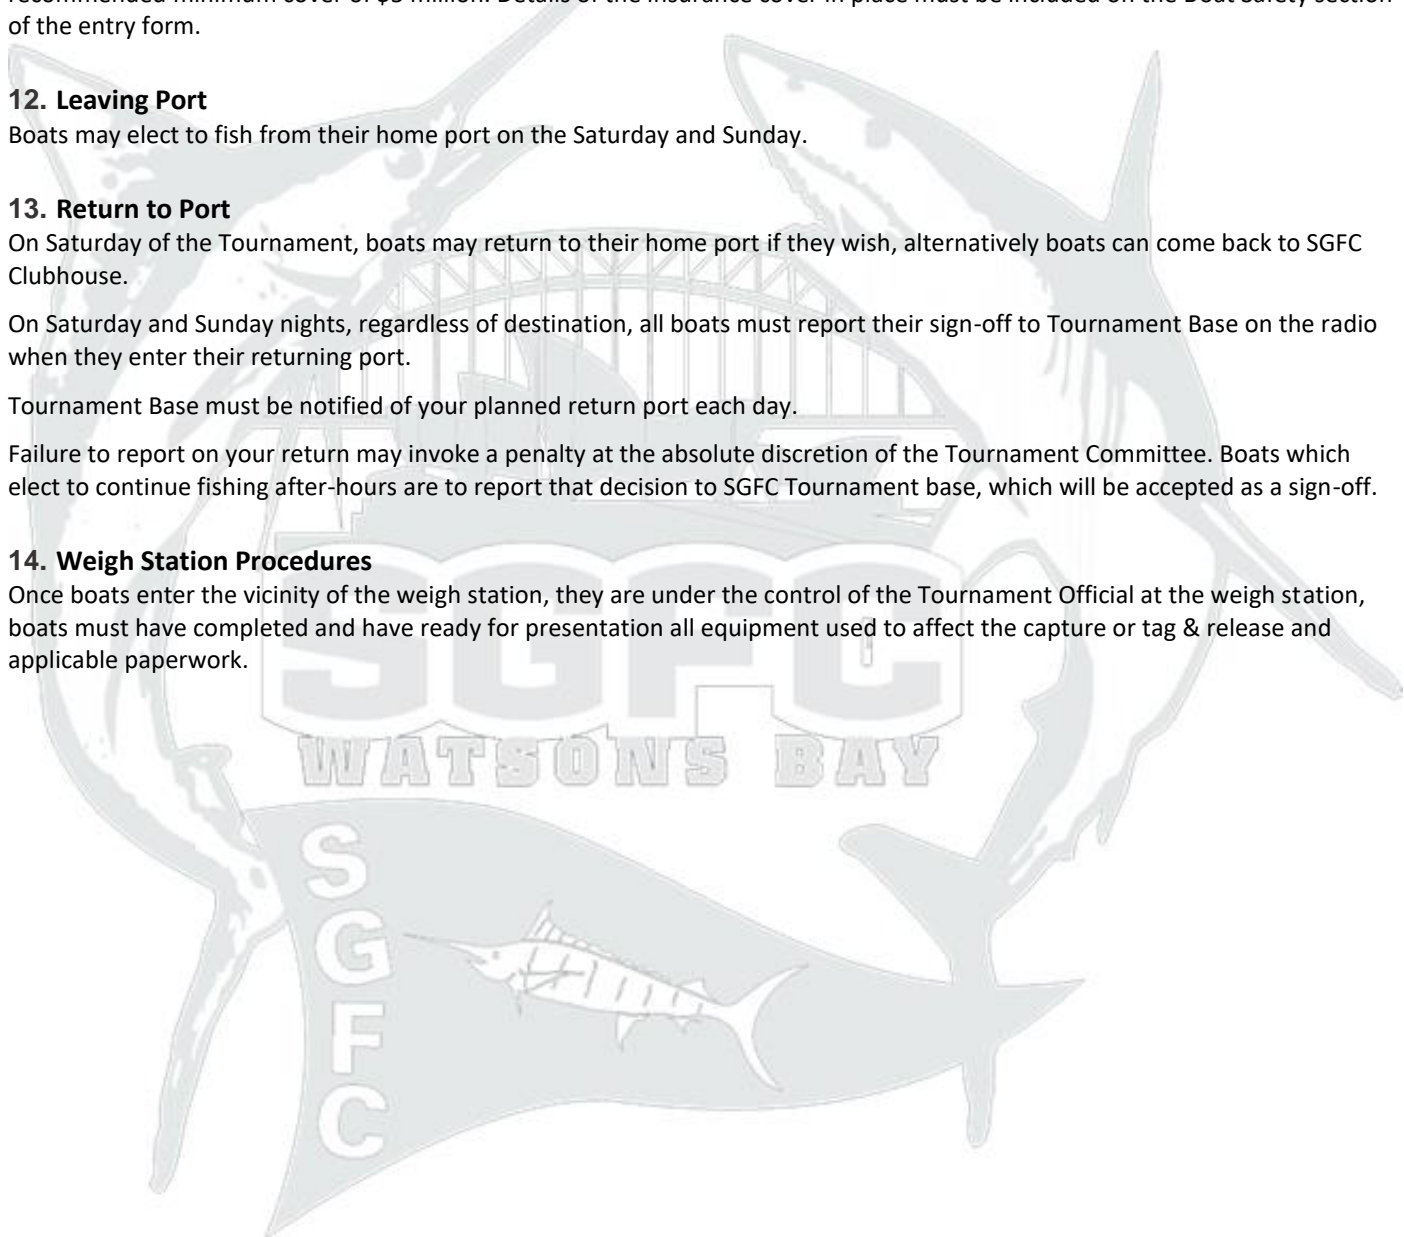 recommended minimum cover of $5 million. Details of the insurance cover in place must be included on the Boat Safety section
of the entry form.
12. Leaving Port
Boats may elect to fish from their home port on the Saturday and Sunday.
13. Return to Port
On Saturday of the Tournament, boats may return to their home port if they wish, alternatively boats can come back to SGFC
Clubhouse.
On Saturday and Sunday nights, regardless of destination, all boats must report their sign-off to Tournament Base on the radio
when they enter their returning port.
Tournament Base must be notified of your planned return port each day.
Failure to report on your return may invoke a penalty at the absolute discretion of the Tournament Committee. Boats which
elect to continue fishing after-hours are to report that decision to SGFC Tournament base, which will be accepted as a sign-off.
14. Weigh Station Procedures
Once boats enter the vicinity of the weigh station, they are under the control of the Tournament Official at the weigh station,
boats must have completed and have ready for presentation all equipment used to affect the capture or tag & release and
applicable paperwork.
SGFC
WATSONS BAY
S
G
F
C